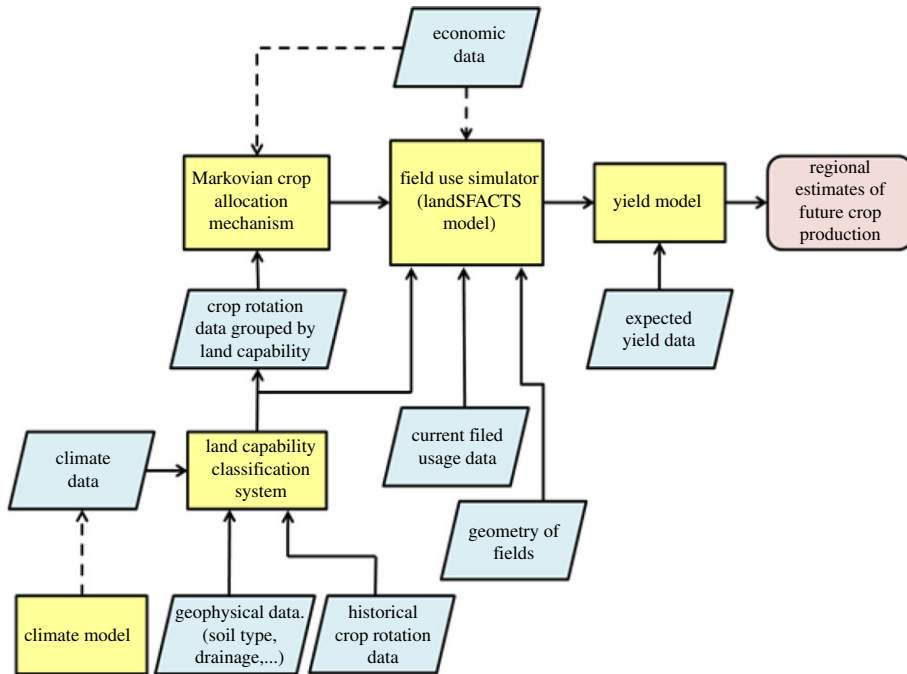 economic
data
Markovian crop
allocation
mechanism
field use simulator
(landSFACTS
model)
yield model
regional
estimates of
future crop
production
crop rotation
data grouped by
land capability
expected
yield data
climate
data
land capability
classification
system
current filed
usage data
geometry of
fields
climate model
geophysical data.
(soil type,
drainage,...)
historical
crop rotation
data